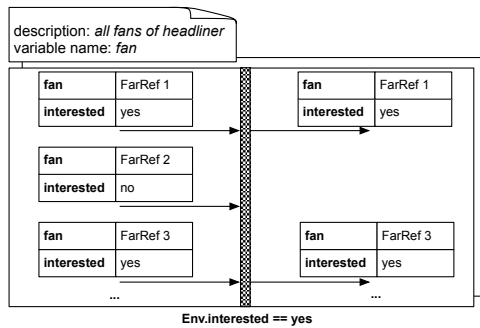 description: all fans of headliner
variable name: fan
fan FarRef 1 fan FarRef 1
interested yes interested yes
fan FarRef 2
interested no
fan FarRef 3 fan FarRef 3
interested yes interested yes
... ...
Env.interested == yes